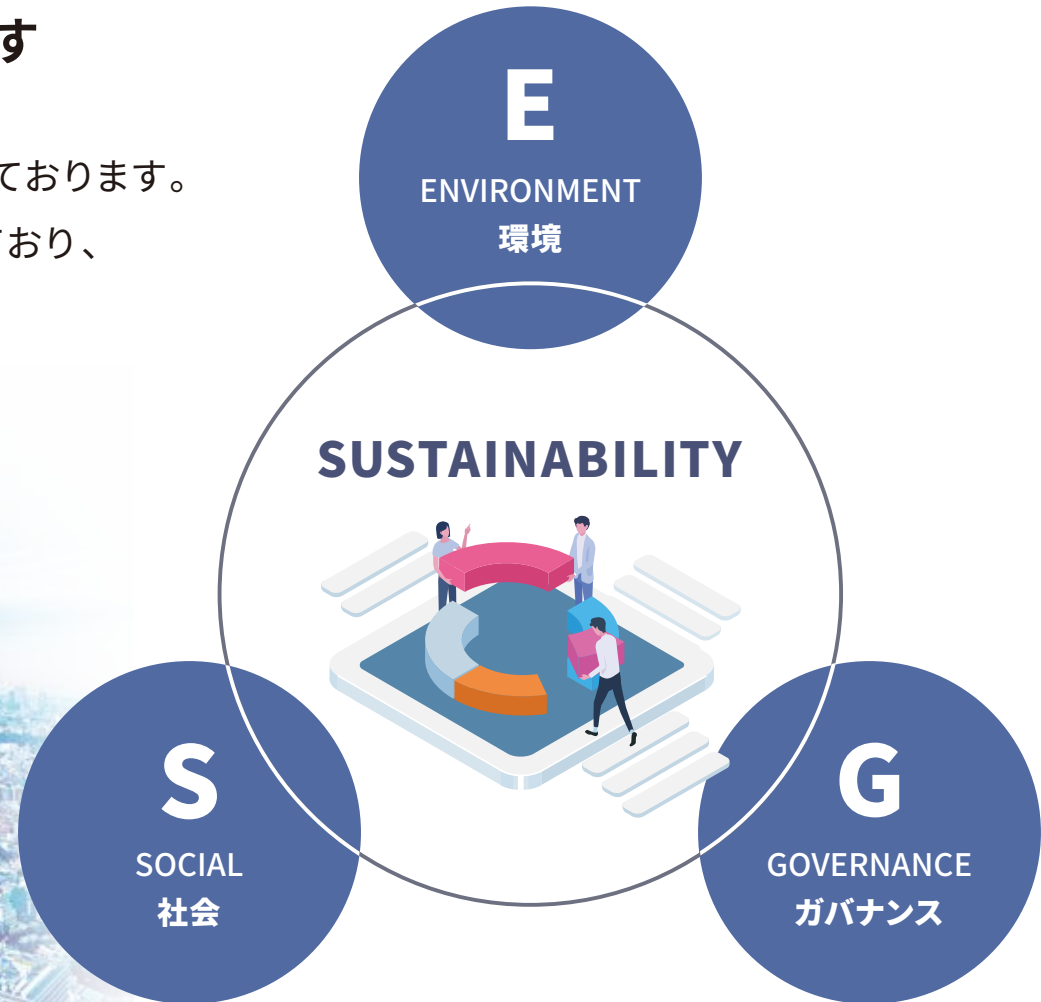 す
ております。
ており、
E
ENVIRONMENT
環境
SUSTAINABILITY
S
SOCIAL
社会
G
GOVERNANCE
ガバナンス